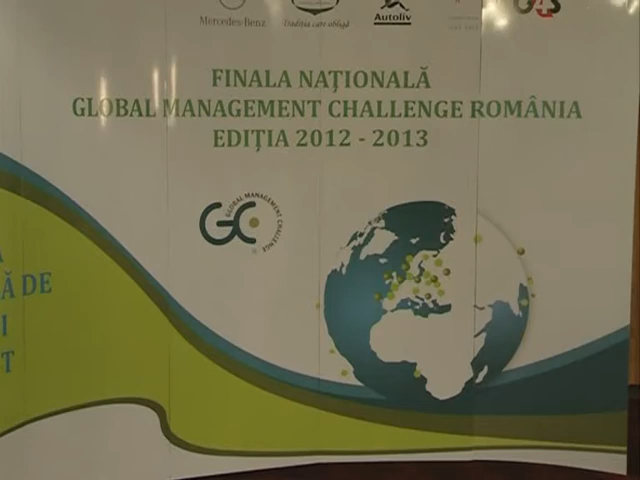 Mercedes-Benz
Tradiția care obligă
Autoliv
G4S
FINALA NAȚIONALĂ
GLOBAL MANAGEMENT CHALLENGE ROMÂNIA
EDIȚIA 2012 - 2013
GLOBAL MANAGEMENT CHALLENGE
GC
Ă DE
I
T